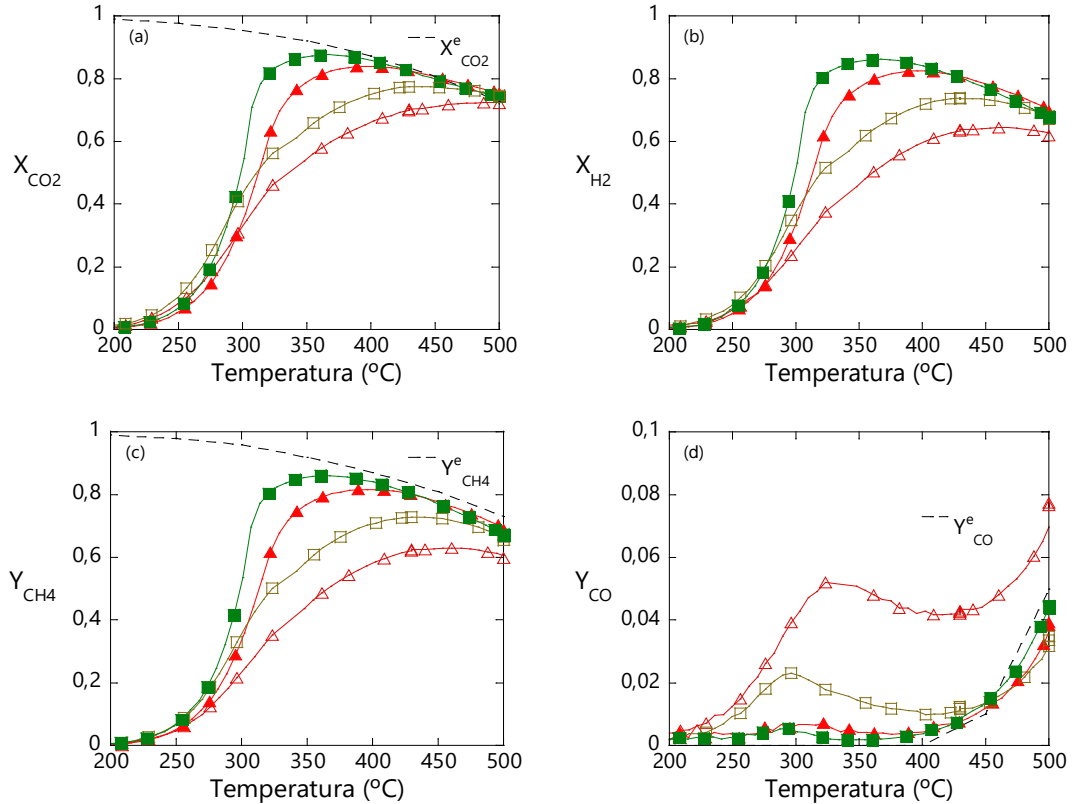 1
(a)
X^e_CO2
0,8
0,6
X_CO2
0,4
0,2
0
200 250 300 350 400 450 500
Temperatura (ºC)
1
(b)
0,8
0,6
X_H2
0,4
0,2
0
200 250 300 350 400 450 500
Temperatura (ºC)
1
(c)
Y^e_CH4
0,8
0,6
Y_CH4
0,4
0,2
0
200 250 300 350 400 450 500
Temperatura (ºC)
0,1
(d)
0,08
Y^e_CO
0,06
Y_CO
0,04
0,02
0
200 250 300 350 400 450 500
Temperatura (ºC)